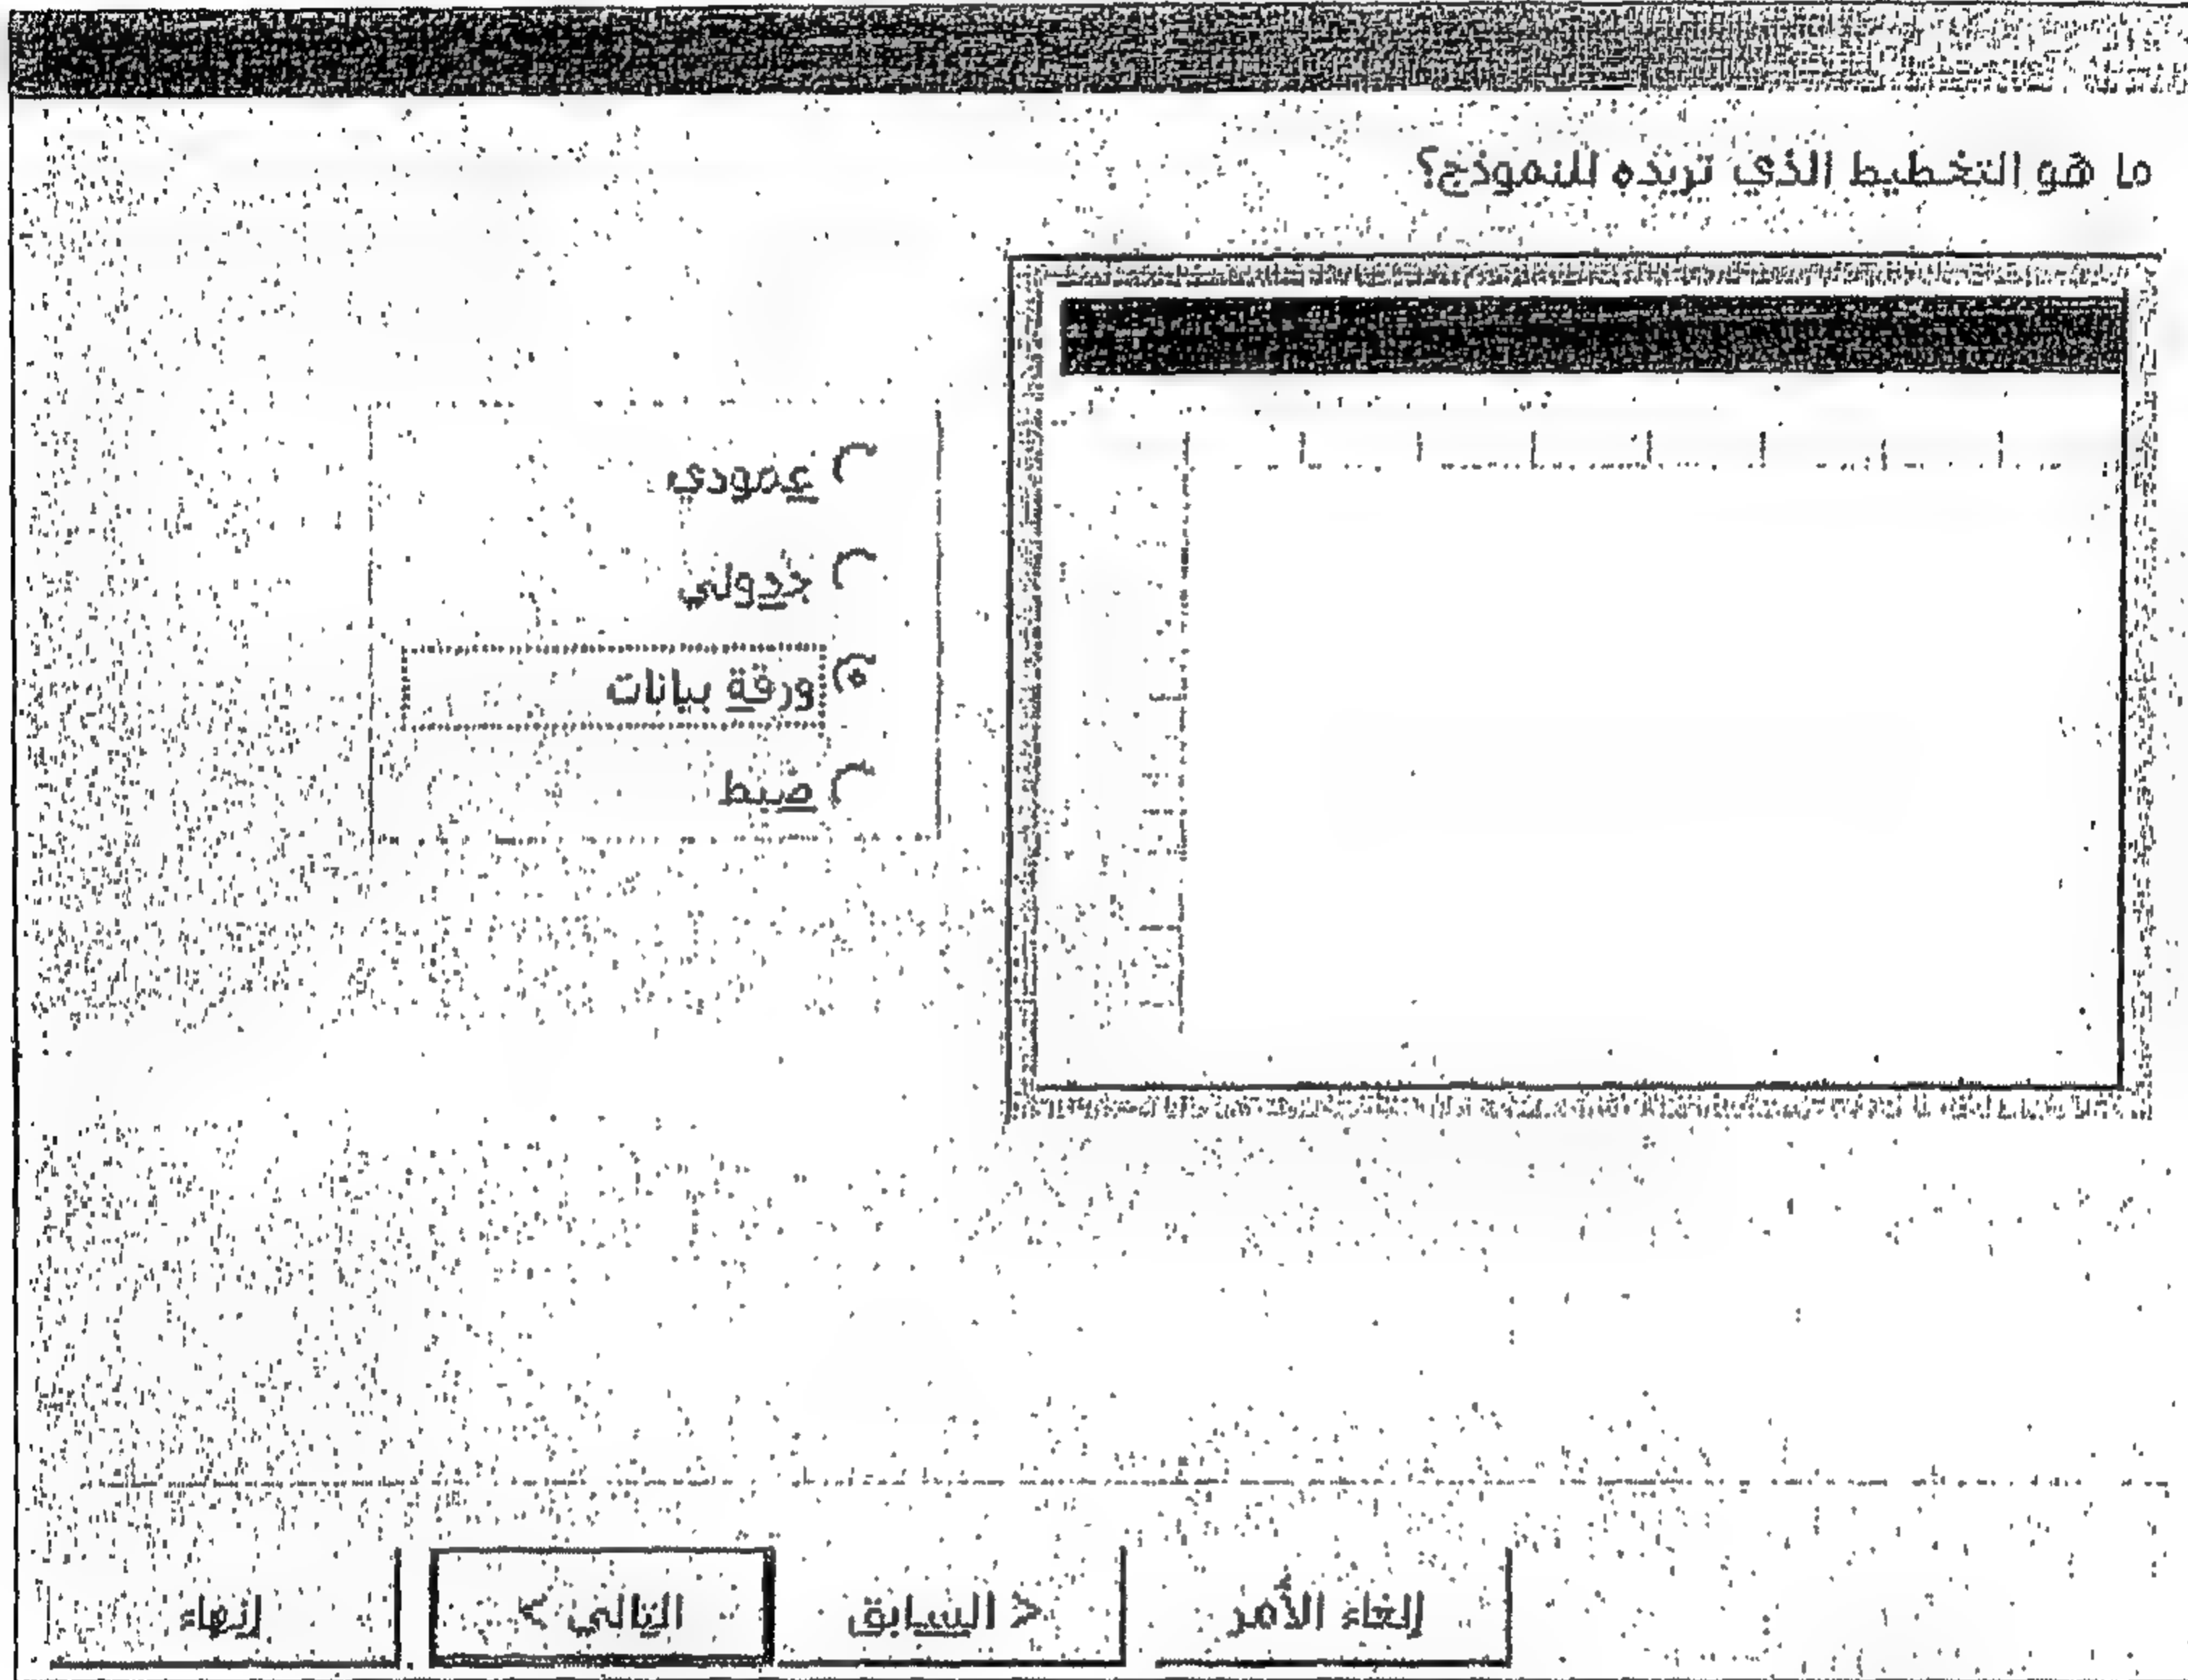 ما هو التخطيط الذي تريده للنموذج؟
عمودي
جدولي
ورقة بيانات
ضبط
إلغاء الأمر
< السابق
التالي >
إنهاء